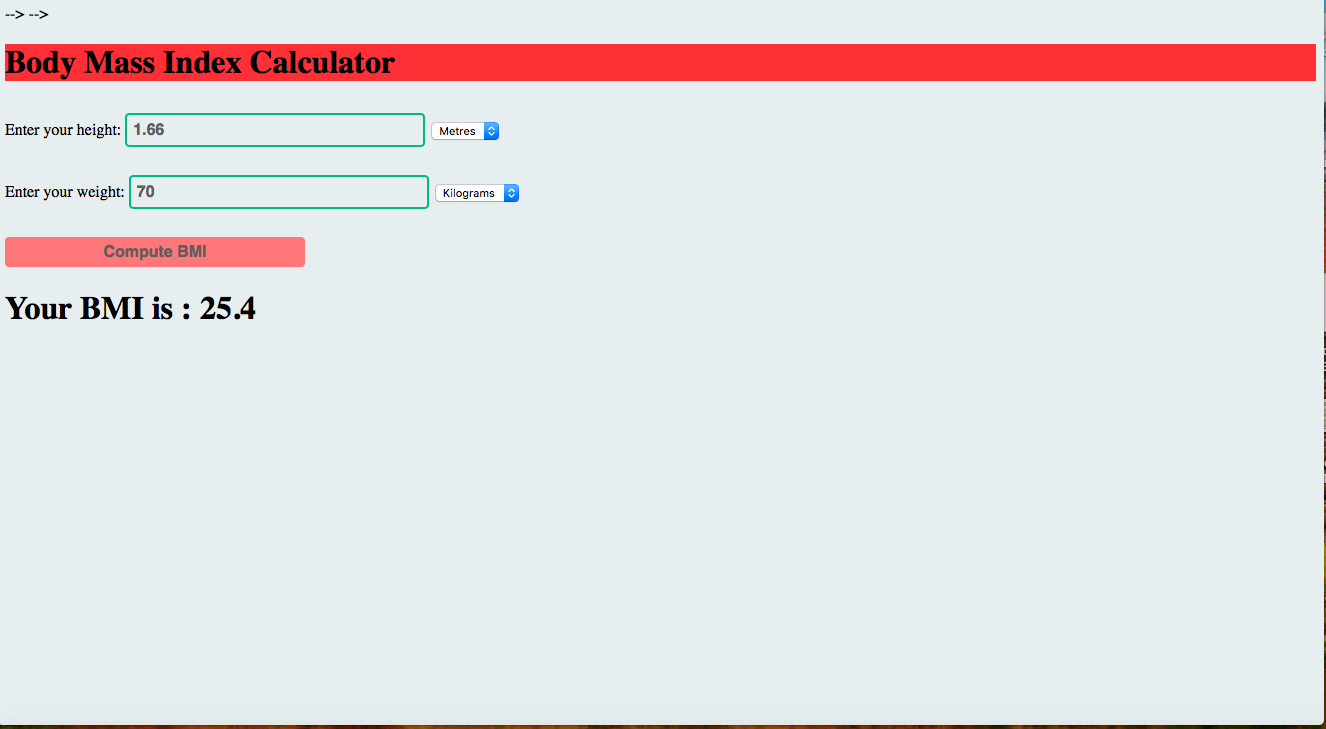 --> -->
Body Mass Index Calculator
Enter your height: 1.66 Metres
Enter your weight: 70 Kilograms
Compute BMI
Your BMI is : 25.4